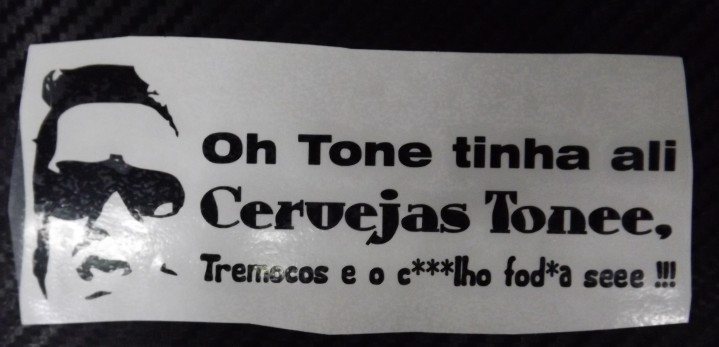 Oh Tone tinha ali
Cervejas Tonee,
Tremocos e o c***lho fod*a seee !!!